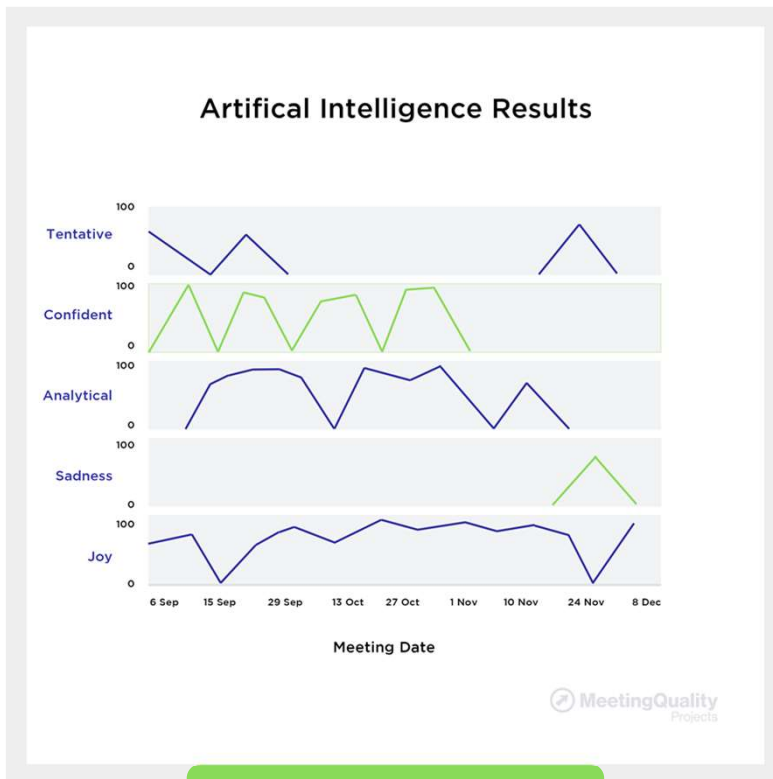 Artifical Intelligence Results
100
Tentative
0
100
Confident
0
100
Analytical
0
100
Sadness
0
100
Joy
0
6 Sep 15 Sep 29 Sep 13 Oct 27 Oct 1 Nov 10 Nov 24 Nov 8 Dec
Meeting Date
MeetingQuality
Projects